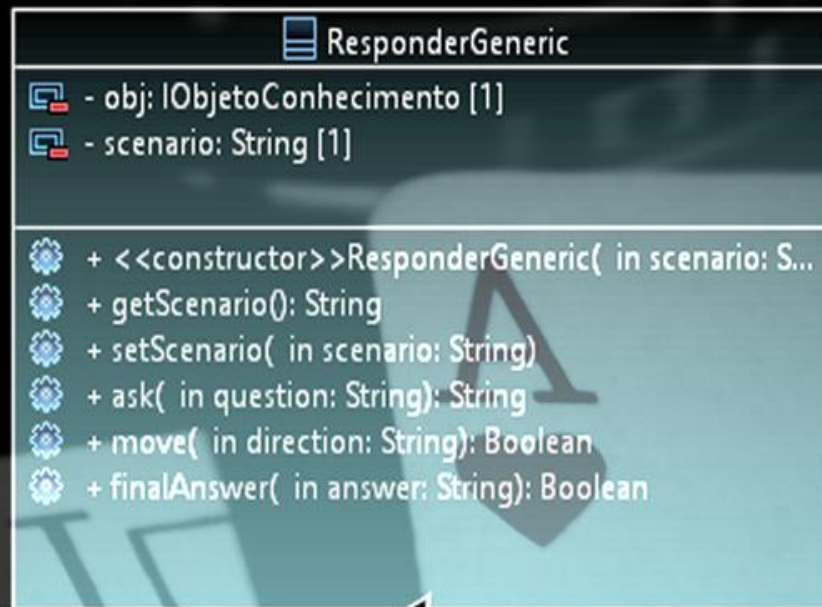 ResponderGeneric
- obj: IObjetoConhecimento [1]
- scenario: String [1]
+ <<constructor>>ResponderGeneric( in scenario: S...
+ getScenario(): String
+ setScenario( in scenario: String)
+ ask( in question: String): String
+ move( in direction: String): Boolean
+ finalAnswer( in answer: String): Boolean
A